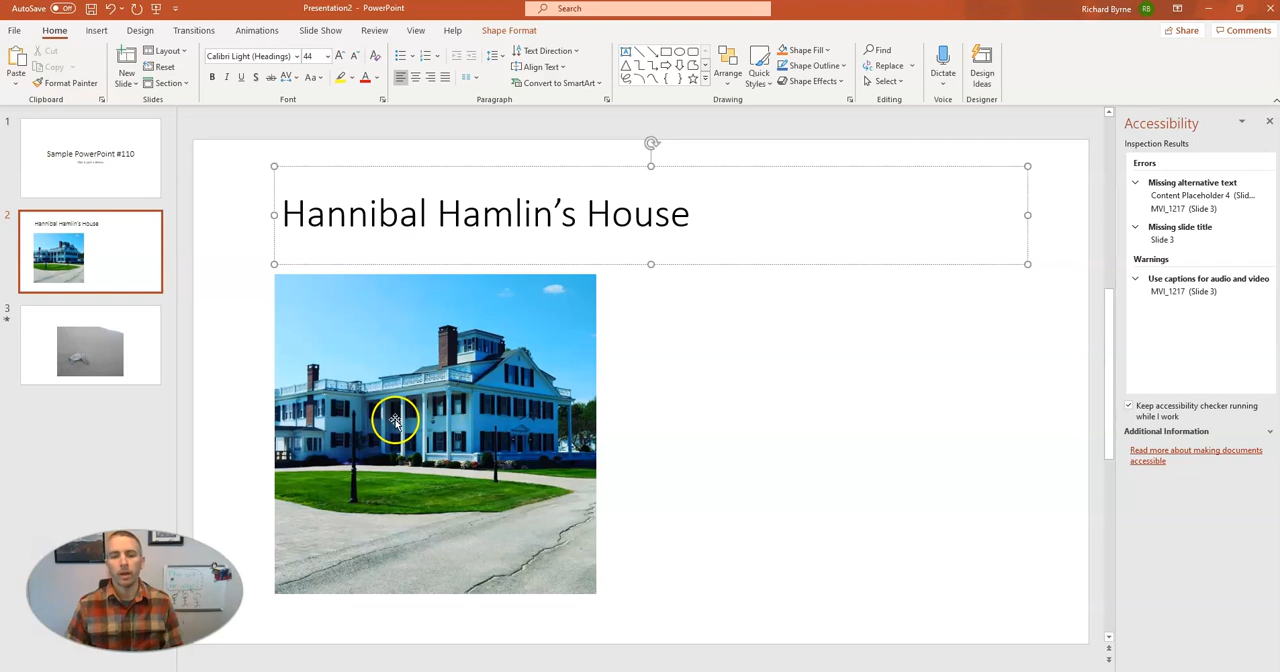 AutoSave Off
Presentation2 - PowerPoint
Search
Richard Byrne RB
File Home Insert Design Transitions Animations Slide Show Review View Help Shape Format
Share Comments
Paste
Cut
Copy
Format Painter
Clipboard
New
Slide
Layout
Reset
Section
Slides
Calibri Light (Headings) 44
Font
Text Direction
Align Text
Convert to SmartArt
Paragraph
Arrange
Quick
Styles
Shape Fill
Shape Outline
Shape Effects
Drawing
Find
Replace
Select
Editing
Dictate
Voice
Design
Ideas
Designer
1
Sample PowerPoint #110
2
Hannibal Hamlin's House
3
Hannibal Hamlin’s House
Accessibility
Inspection Results
Errors
Missing alternative text
Content Placeholder 4 (Slid...
MVI_1217 (Slide 3)
Missing slide title
Slide 3
Warnings
Use captions for audio and video
MVI_1217 (Slide 3)
Keep accessibility checker running
while I work
Additional Information
Read more about making documents
accessible